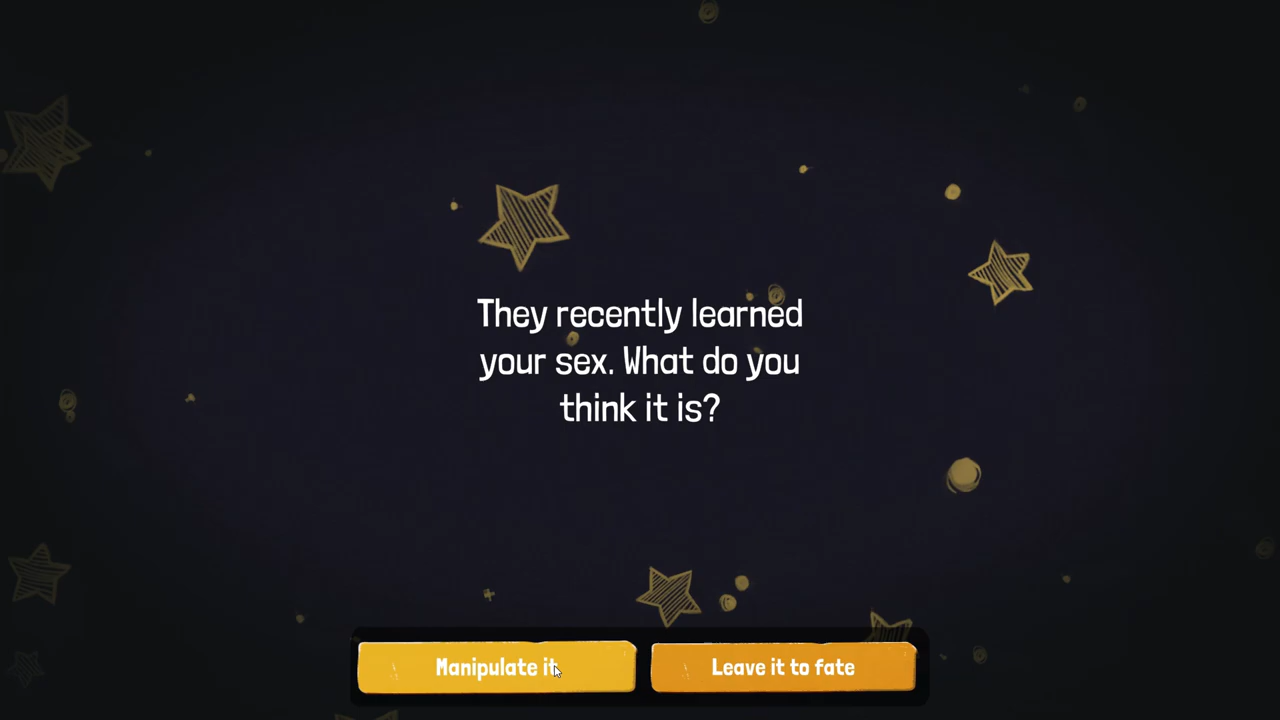 They recently learned
your sex. What do you
think it is?
Manipulate it
Leave it to fate